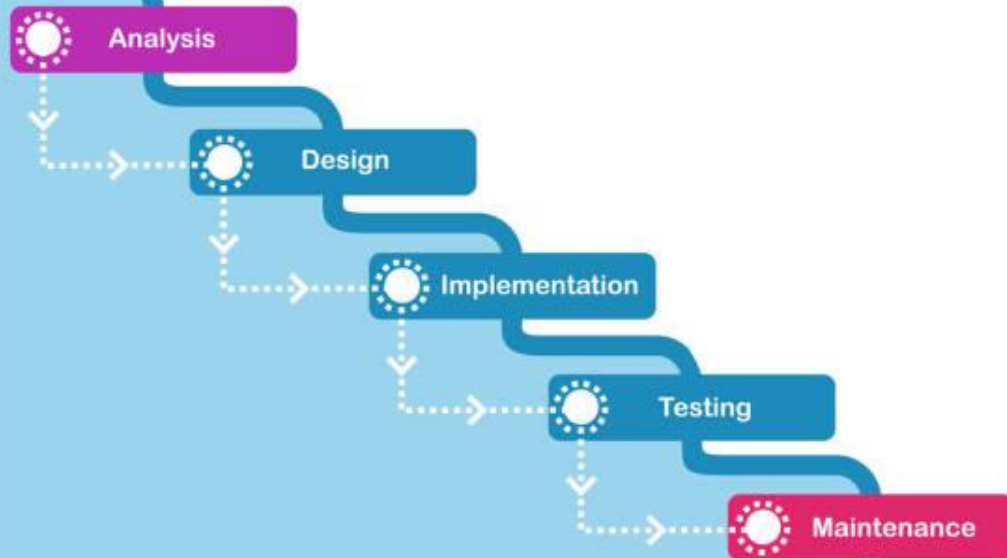 Analysis
Design
Implementation
Testing
Maintenance